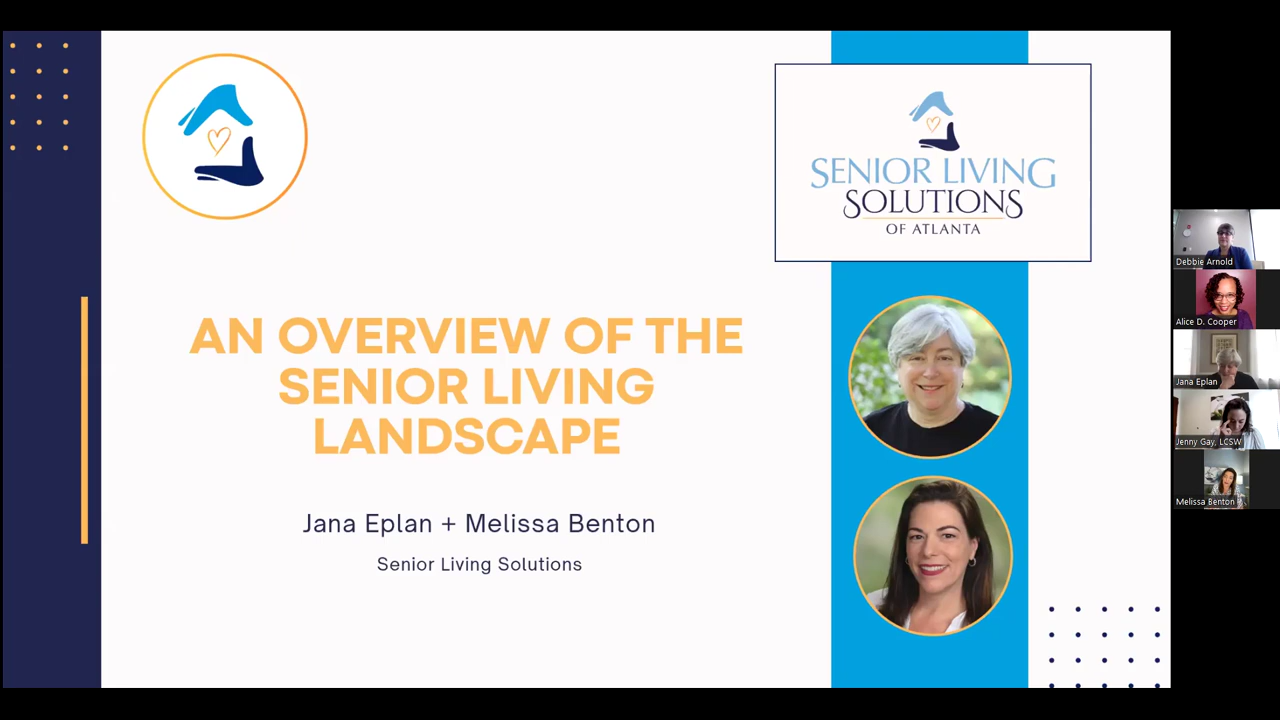 SENIOR LIVING
SOLUTIONS
OF ATLANTA
AN OVERVIEW OF THE
SENIOR LIVING
LANDSCAPE
Jana Eplan + Melissa Benton
Senior Living Solutions
Debbie Arnold
Alice D. Cooper
Jana Eplan
Jenny Gay, LCSW
Melissa Benton